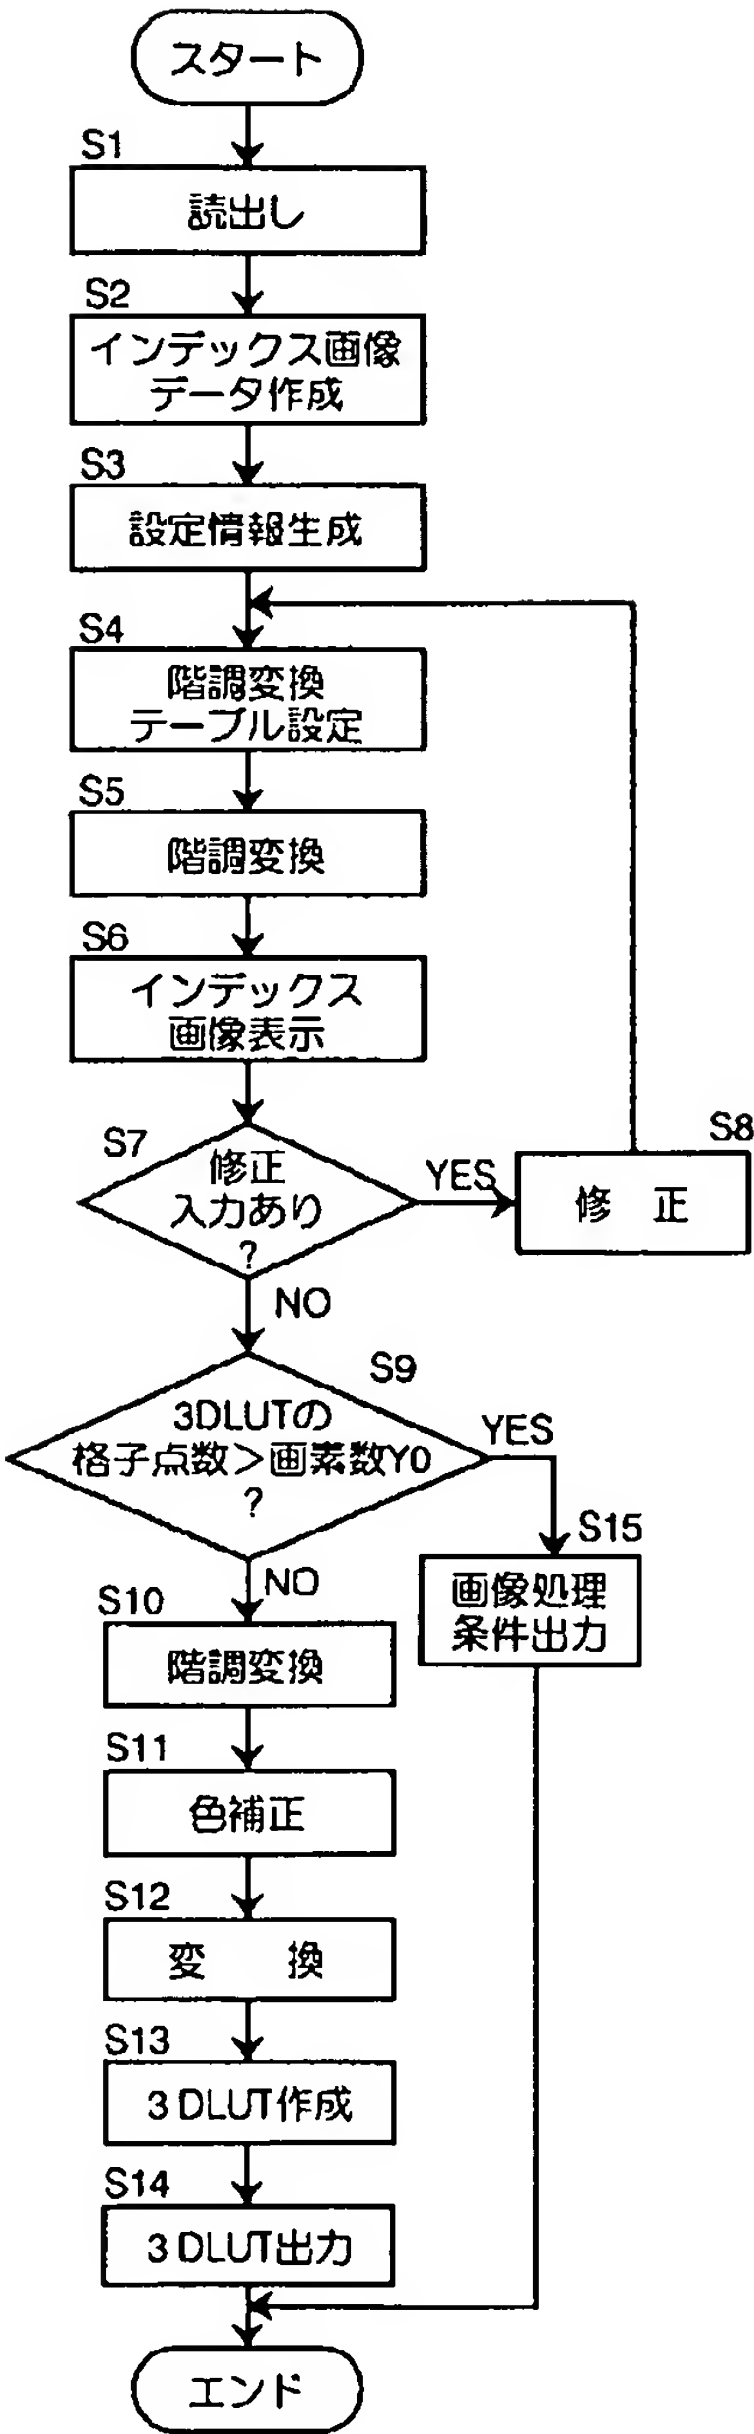 スタート
S1
読出し
S2
インデックス画像
データ作成
S3
設定情報生成
S4
階調変換
テーブル設定
S5
階調変換
S6
インデックス
画像表示
S7
修正
入力あり
?
YES
S8
修 正
NO
S9
3DLUTの
格子点数>画素数Y0
?
YES
S15
画像処理
条件出力
NO
S10
階調変換
S11
色補正
S12
変 換
S13
3DLUT作成
S14
3DLUT出力
エンド